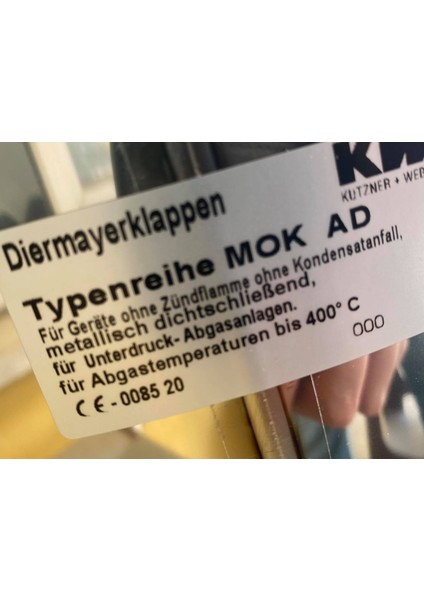 Diermayerklappen
KUTZNER + WEB
Typenreihe MOK AD
Für Geräte ohne Zündflamme ohne Kondensatanfall,
metallisch dichtschließend,
für Unterdruck-Abgasanlagen.
für Abgastemperaturen bis 400° C
000
CE - 0085 20